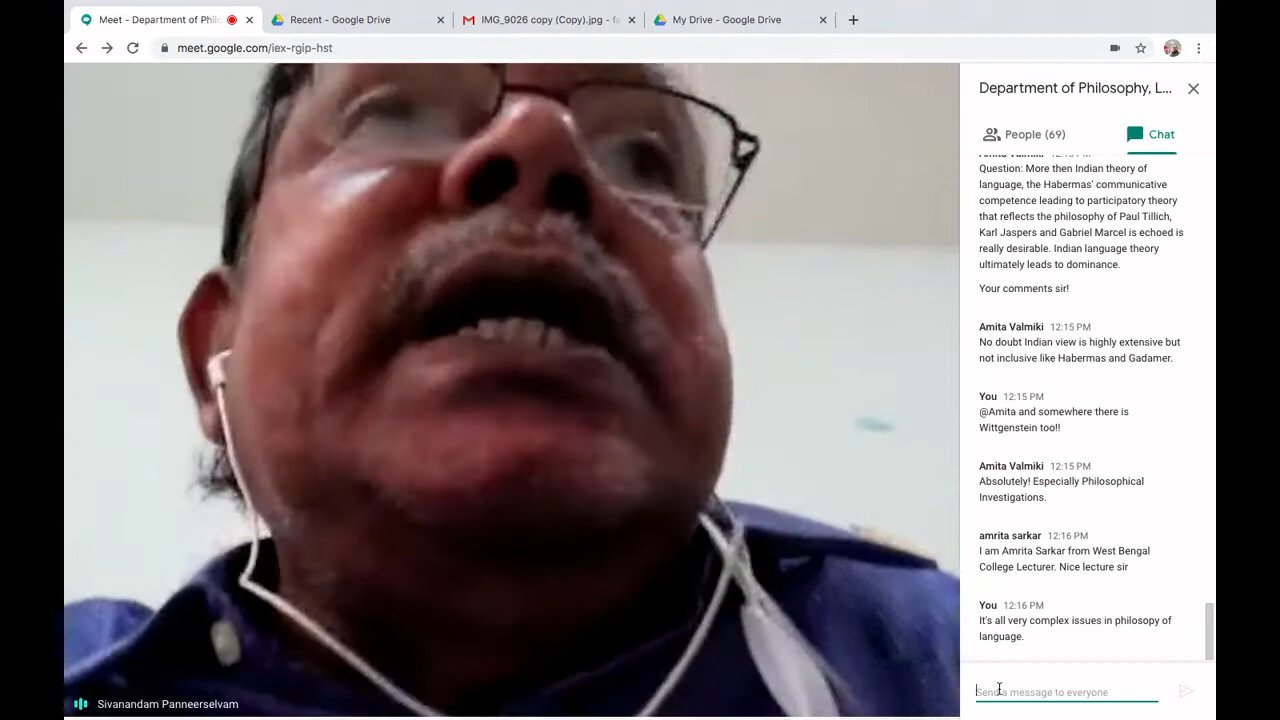 Meet - Department of Philo
Recent - Google Drive
IMG_9026 copy (Copy).jpg - fa
My Drive - Google Drive
meet.google.com/iex-rgip-hst
Department of Philosophy, L...
People (69)
Chat
Amita Valmiki
Question: More then Indian theory of
language, the Habermas' communicative
competence leading to participatory theory
that reflects the philosophy of Paul Tillich,
Karl Jaspers and Gabriel Marcel is echoed is
really desirable. Indian language theory
ultimately leads to dominance.
Your comments sir!
Amita Valmiki 12:15 PM
No doubt Indian view is highly extensive but
not inclusive like Habermas and Gadamer.
You 12:15 PM
@Amita and somewhere there is
Wittgenstein too!!
Amita Valmiki 12:15 PM
Absolutely! Especially Philosophical
Investigations.
amrita sarkar 12:16 PM
I am Amrita Sarkar from West Bengal
College Lecturer. Nice lecture sir
You 12:16 PM
It's all very complex issues in philosopy of
language.
Send a message to everyone
Sivanandam Panneerselvam